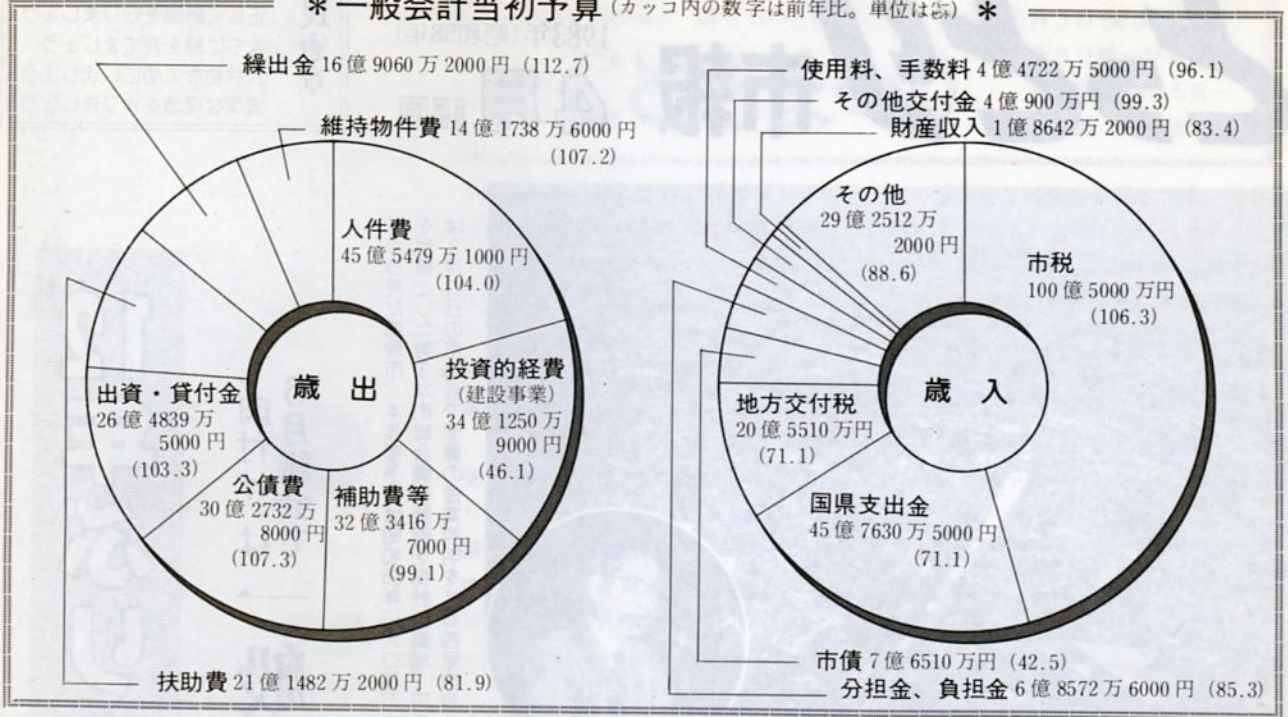 ＊一般会計当初予算（カッコ内の数字は前年比。単位は㌫）＊
繰出金 16億9060万2000円（112.7）
維持物件費 14億1738万6000円
（107.2）
人件費
45億5479万1000円
（104.0）
投資的経費
（建設事業）
34億1250万
9000円
（46.1）
補助費等
32億3416万
7000円
（99.1）
公債費
30億2732万
8000円
（107.3）
出資・貸付金
26億4839万
5000円
（103.3）
扶助費 21億1482万2000円（81.9）
歳 出
使用料、手数料 4億4722万5000円（96.1）
その他交付金 4億900万円（99.3）
財産収入 1億8642万2000円（83.4）
その他
29億2512万
2000円
（88.6）
市税
100億5000万円
（106.3）
地方交付税
20億5510万円
（71.1）
国県支出金
45億7630万5000円
（71.1）
歳 入
市債 7億6510万円（42.5）
分担金、負担金 6億8572万6000円（85.3）